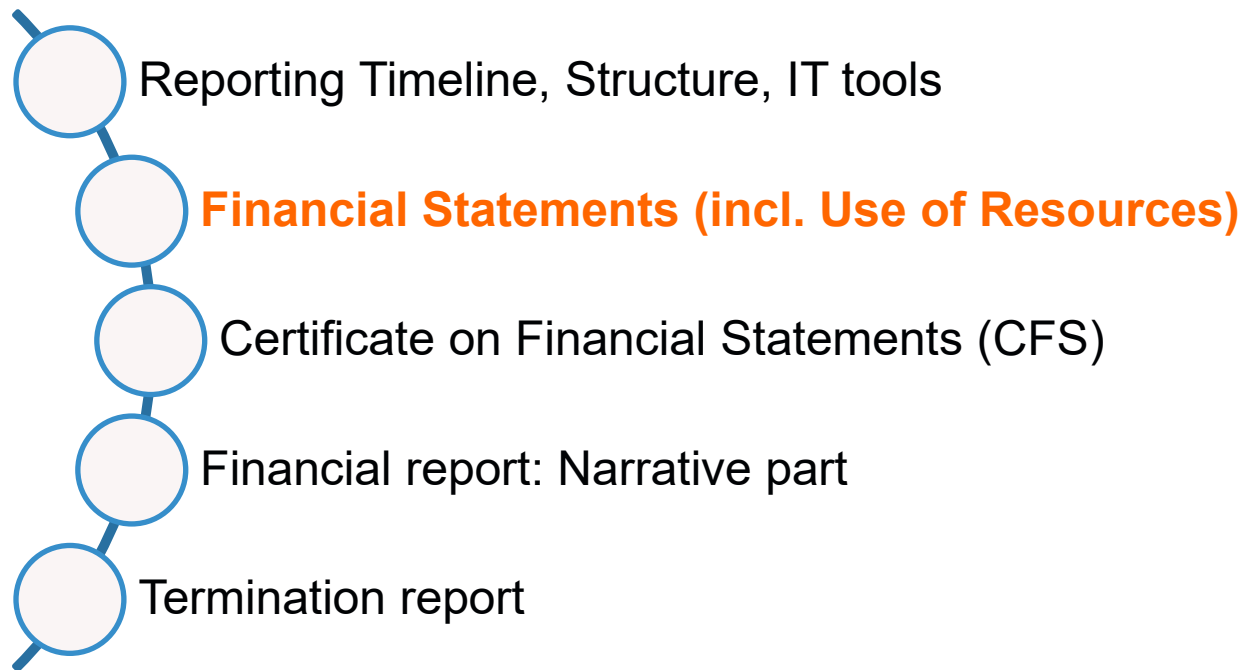 Reporting Timeline, Structure, IT tools
Financial Statements (incl. Use of Resources)
Certificate on Financial Statements (CFS)
Financial report: Narrative part
Termination report